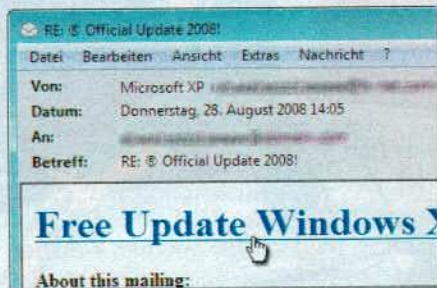 RE: ® Official Update 2008!
Datei Bearbeiten Ansicht Extras Nachricht ?
Von: Microsoft XP
Datum: Donnerstag, 28. August 2008 14:05
An:
Betreff: RE: ® Official Update 2008!
Free Update Windows X
About this mailing: